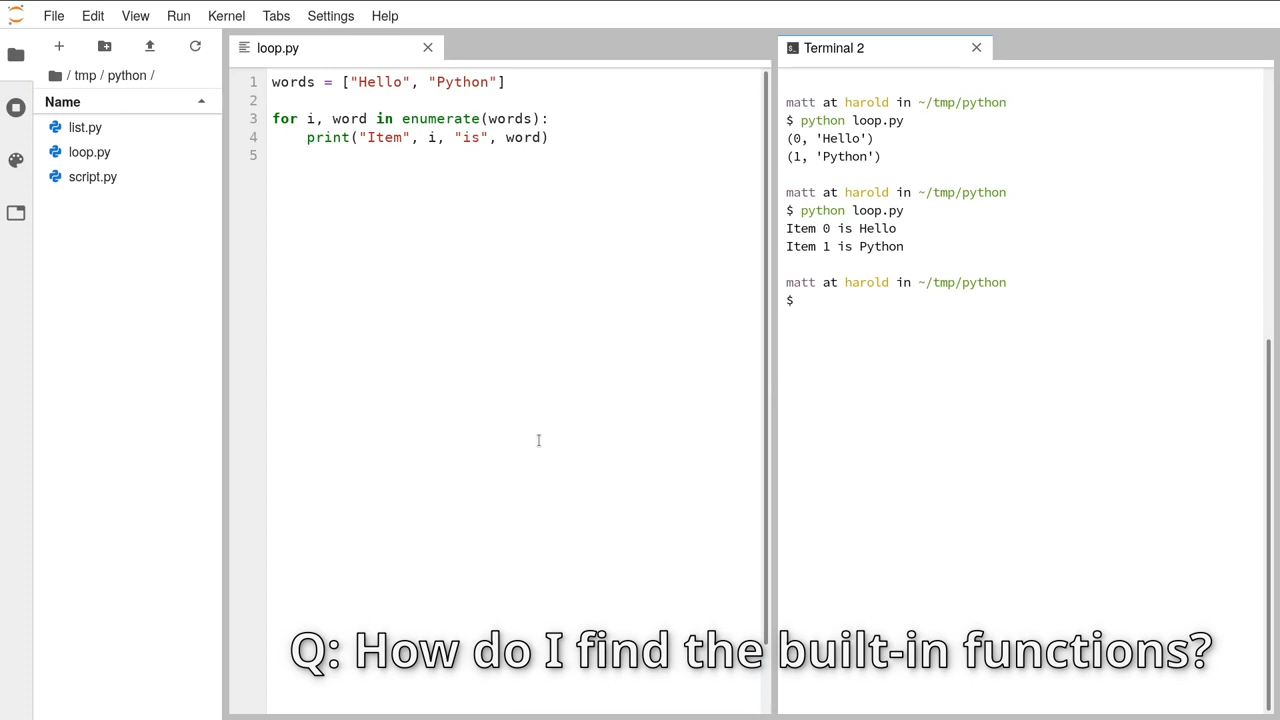 File Edit View Run Kernel Tabs Settings Help
/ tmp / python /
Name
list.py
loop.py
script.py
loop.py
1 words = ["Hello", "Python"]
2
3 for i, word in enumerate(words):
4     print("Item", i, "is", word)
5
Terminal 2
matt at harold in ~/tmp/python
$ python loop.py
(0, 'Hello')
(1, 'Python')
matt at harold in ~/tmp/python
$ python loop.py
Item 0 is Hello
Item 1 is Python
matt at harold in ~/tmp/python
$
Q: How do I find the built-in functions?